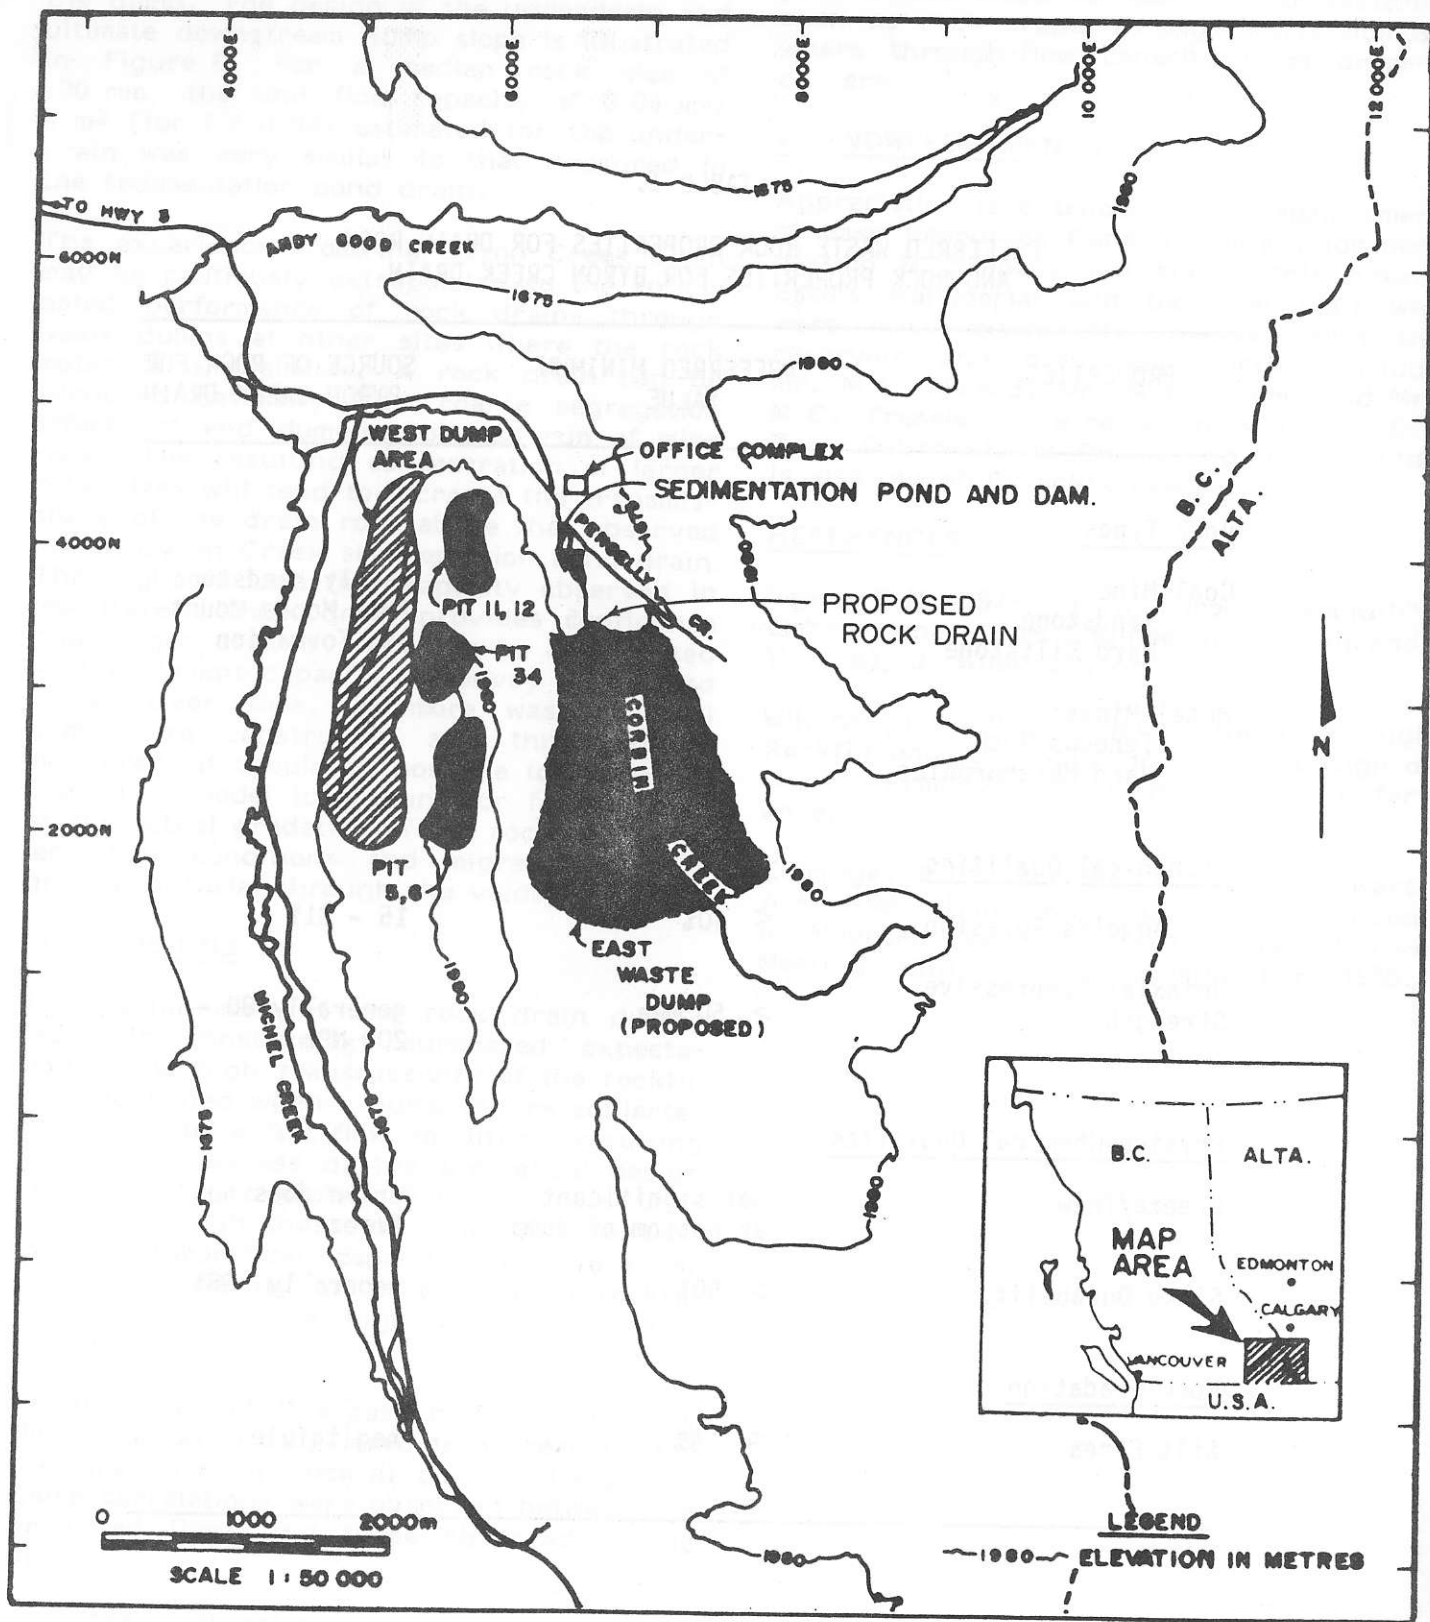 4000E
6000E
8000E
10 000E
12 000E
TO HWY 3
ANDY GOOD CREEK
1675
1980
6000N
1675
1980
WEST DUMP
AREA
OFFICE COMPLEX
SEDIMENTATION POND AND DAM.
PENGELLY CR.
B.C.
ALTA.
4000N
1980
PIT 11, 12
PROPOSED
ROCK DRAIN
PIT
34
1980
CORBIN
CREEK
N
2000N
PIT
5,6
1980
EAST
WASTE
DUMP
(PROPOSED)
1980
MICHEL CREEK
1675
1675
1980
B.C.
ALTA.
MAP
AREA
EDMONTON
CALGARY
VANCOUVER
U.S.A.
0 1000 2000m
SCALE 1 : 50 000
1980
LEGEND
1980 ELEVATION IN METRES